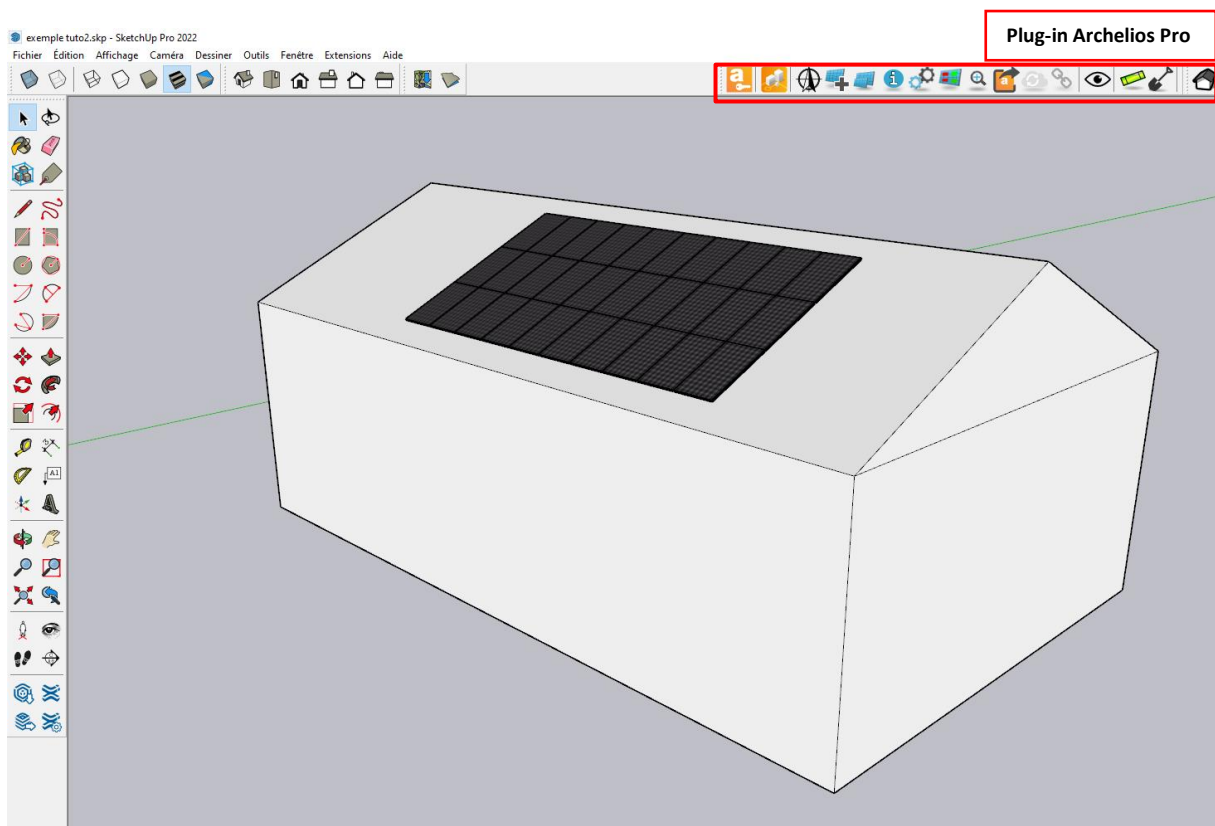 Plug-in Archelios Pro
exemple tuto2.skp - SketchUp Pro 2022
Fichier Édition Affichage Caméra Dessiner Outils Fenêtre Extensions Aide
a
i
a
A1